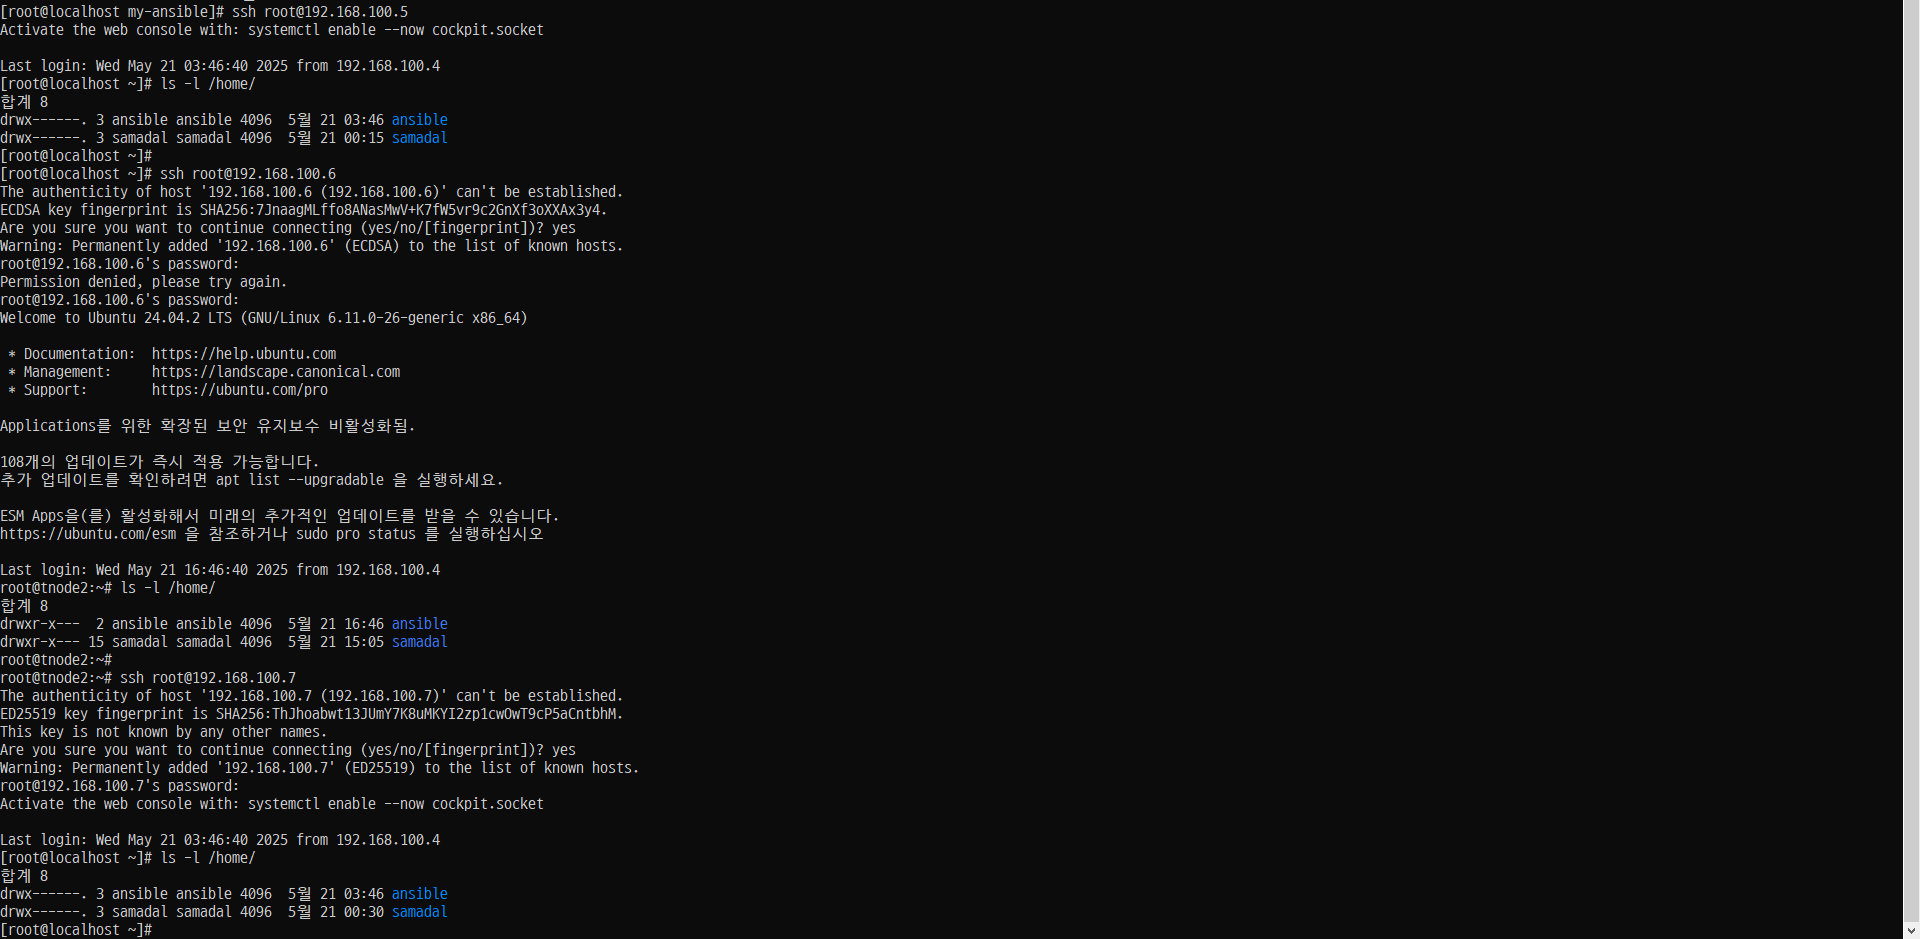 [root@localhost my-ansible]# ssh root@192.168.100.5
Activate the web console with: systemctl enable --now cockpit.socket
Last login: Wed May 21 03:46:40 2025 from 192.168.100.4
[root@localhost ~]# ls -l /home/
합계 8
drwx------. 3 ansible ansible 4096  5월 21 03:46 ansible
drwx------. 3 samadal samadal 4096  5월 21 00:15 samadal
[root@localhost ~]#
[root@localhost ~]# ssh root@192.168.100.6
The authenticity of host '192.168.100.6 (192.168.100.6)' can't be established.
ECDSA key fingerprint is SHA256:7JnaagMLffo8ANasMwV+K7fW5vr9c2GnXf3oXXAx3y4.
Are you sure you want to continue connecting (yes/no/[fingerprint])? yes
Warning: Permanently added '192.168.100.6' (ECDSA) to the list of known hosts.
root@192.168.100.6's password:
Permission denied, please try again.
root@192.168.100.6's password:
Welcome to Ubuntu 24.04.2 LTS (GNU/Linux 6.11.0-26-generic x86_64)
 * Documentation:  https://help.ubuntu.com
 * Management:     https://landscape.canonical.com
 * Support:        https://ubuntu.com/pro
Applications를 위한 확장된 보안 유지보수 비활성화됨.
108개의 업데이트가 즉시 적용 가능합니다.
추가 업데이트를 확인하려면 apt list --upgradable 을 실행하세요.
ESM Apps을(를) 활성화해서 미래의 추가적인 업데이트를 받을 수 있습니다.
https://ubuntu.com/esm 을 참조하거나 sudo pro status 를 실행하십시오
Last login: Wed May 21 16:46:40 2025 from 192.168.100.4
root@tnode2:~# ls -l /home/
합계 8
drwxr-x---  2 ansible ansible 4096  5월 21 16:46 ansible
drwxr-x--- 15 samadal samadal 4096  5월 21 15:05 samadal
root@tnode2:~#
root@tnode2:~# ssh root@192.168.100.7
The authenticity of host '192.168.100.7 (192.168.100.7)' can't be established.
ED25519 key fingerprint is SHA256:ThJhoabwt13JUmY7K8uMKYI2zp1cwOwT9cP5aCntbhM.
This key is not known by any other names.
Are you sure you want to continue connecting (yes/no/[fingerprint])? yes
Warning: Permanently added '192.168.100.7' (ED25519) to the list of known hosts.
root@192.168.100.7's password:
Activate the web console with: systemctl enable --now cockpit.socket
Last login: Wed May 21 03:46:40 2025 from 192.168.100.4
[root@localhost ~]# ls -l /home/
합계 8
drwx------. 3 ansible ansible 4096  5월 21 03:46 ansible
drwx------. 3 samadal samadal 4096  5월 21 00:30 samadal
[root@localhost ~]#